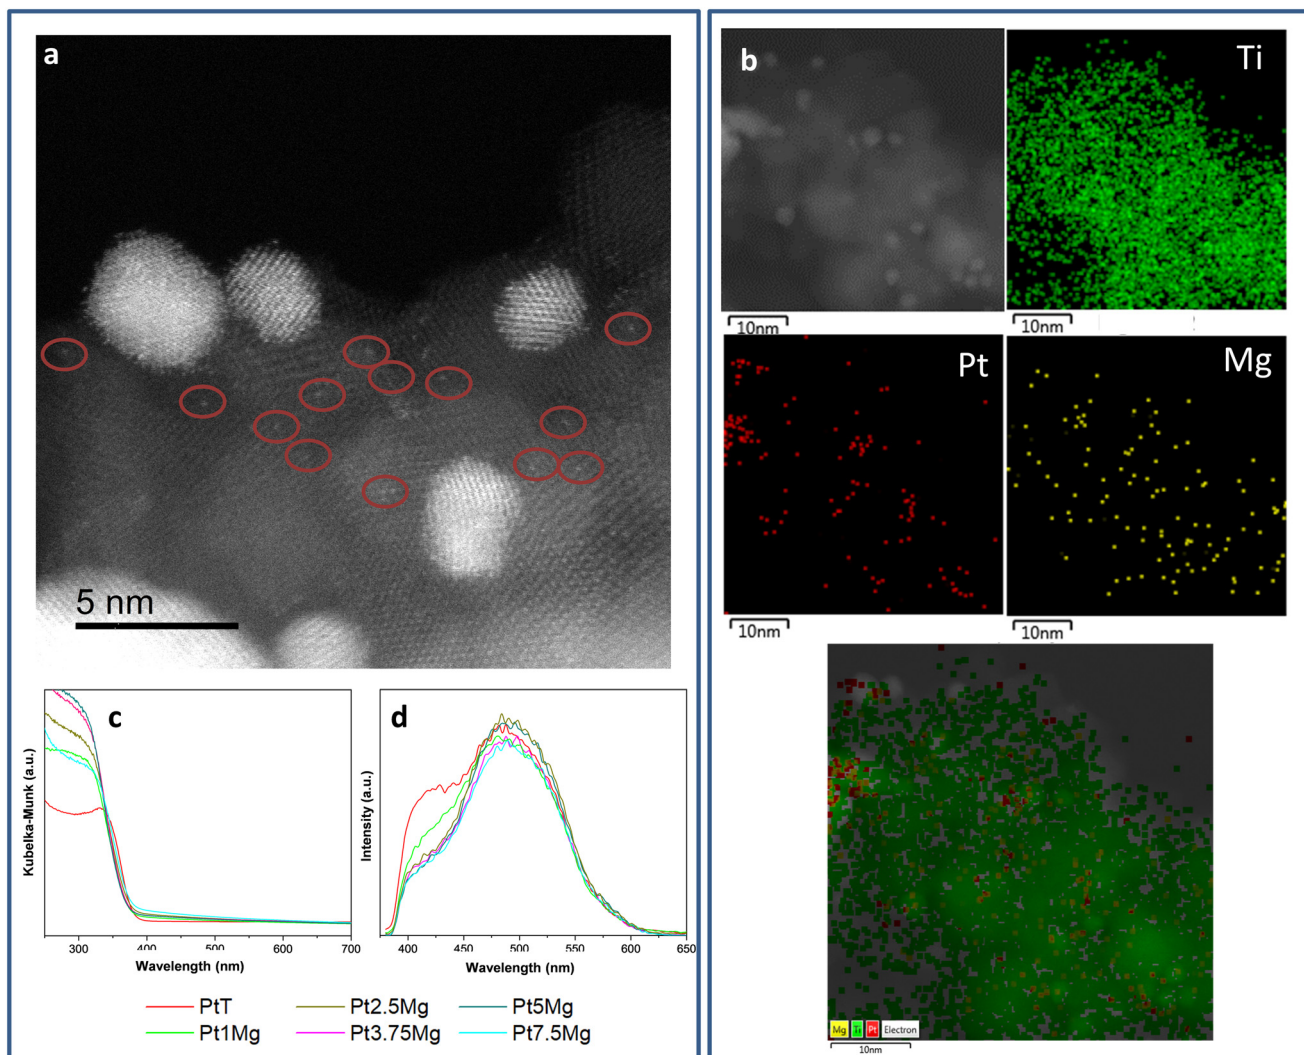 a
5 nm
b
Ti
10nm
10nm
Pt
Mg
10nm
10nm
Mg Ti Pt Electron
10nm
c
Kubelka-Munk (a.u.)
300 400 500 600 700
Wavelength (nm)
d
Intensity (a.u.)
400 450 500 550 600 650
Wavelength (nm)
PtT Pt2.5Mg Pt5Mg
Pt1Mg Pt3.75Mg Pt7.5Mg